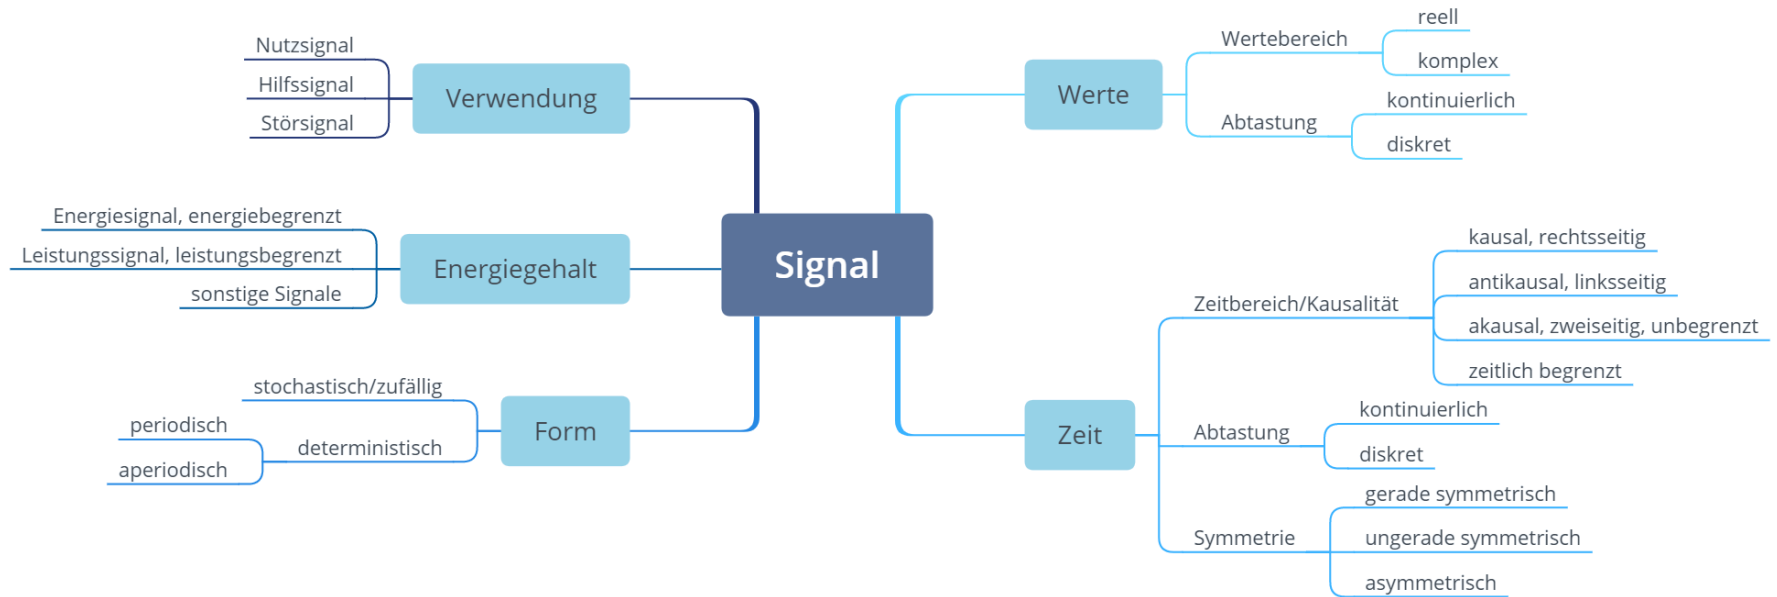 Signal
Verwendung
Nutzsignal
Hilfssignal
Störsignal
Energiegehalt
Energiesignal, energiebegrenzt
Leistungssignal, leistungsbegrenzt
sonstige Signale
Form
stochastisch/zufällig
deterministisch
periodisch
aperiodisch
Werte
Wertebereich
reell
komplex
Abtastung
kontinuierlich
diskret
Zeit
Zeitbereich/Kausalität
kausal, rechtsseitig
antikausal, linksseitig
akausal, zweiseitig, unbegrenzt
zeitlich begrenzt
Abtastung
kontinuierlich
diskret
Symmetrie
gerade symmetrisch
ungerade symmetrisch
asymmetrisch